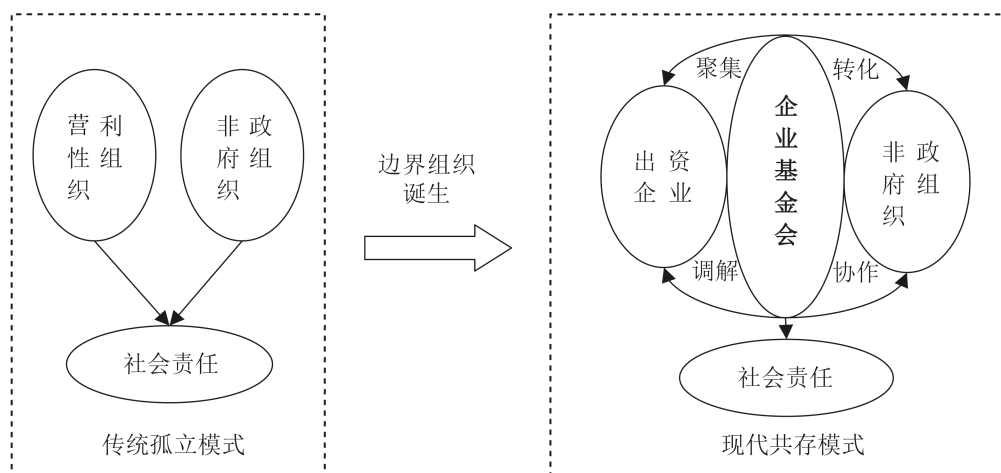 营利
性组
织
非政
府组
织
社会责任
传统孤立模式
边界组织
诞生
聚集
转化
出资
企业
企
业
基
金
会
非政
府组
织
调解
协作
社会责任
现代共存模式